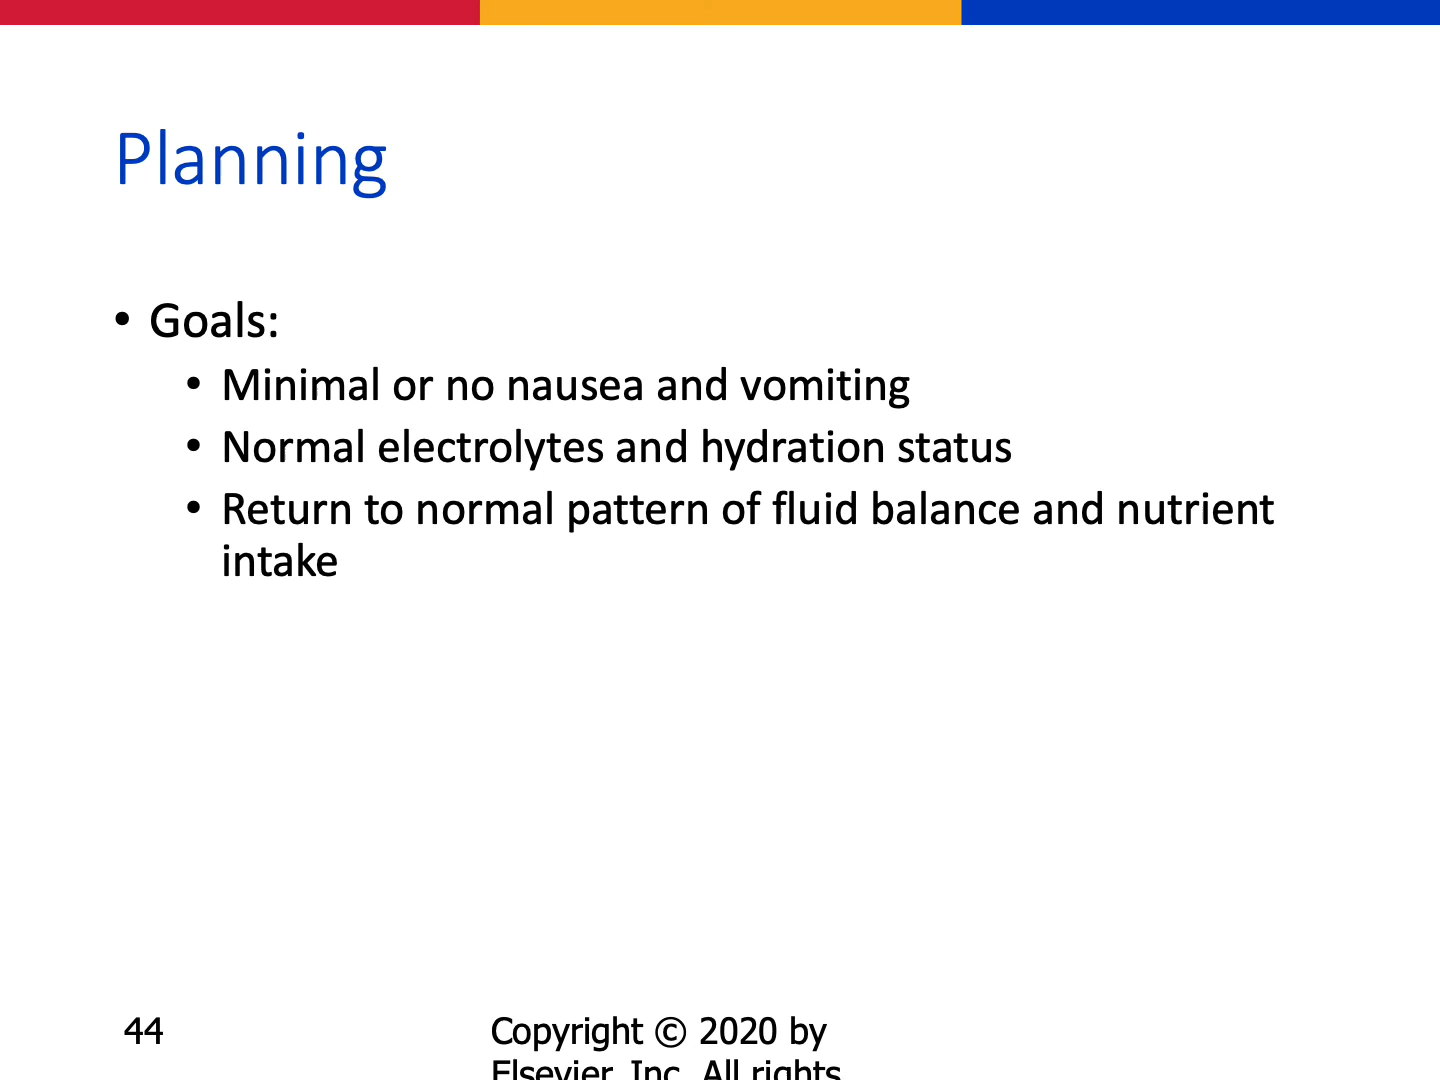 Planning
• Goals:
• Minimal or no nausea and vomiting
• Normal electrolytes and hydration status
• Return to normal pattern of fluid balance and nutrient
intake
44
Copyright © 2020 by
Elsevier, Inc. All rights